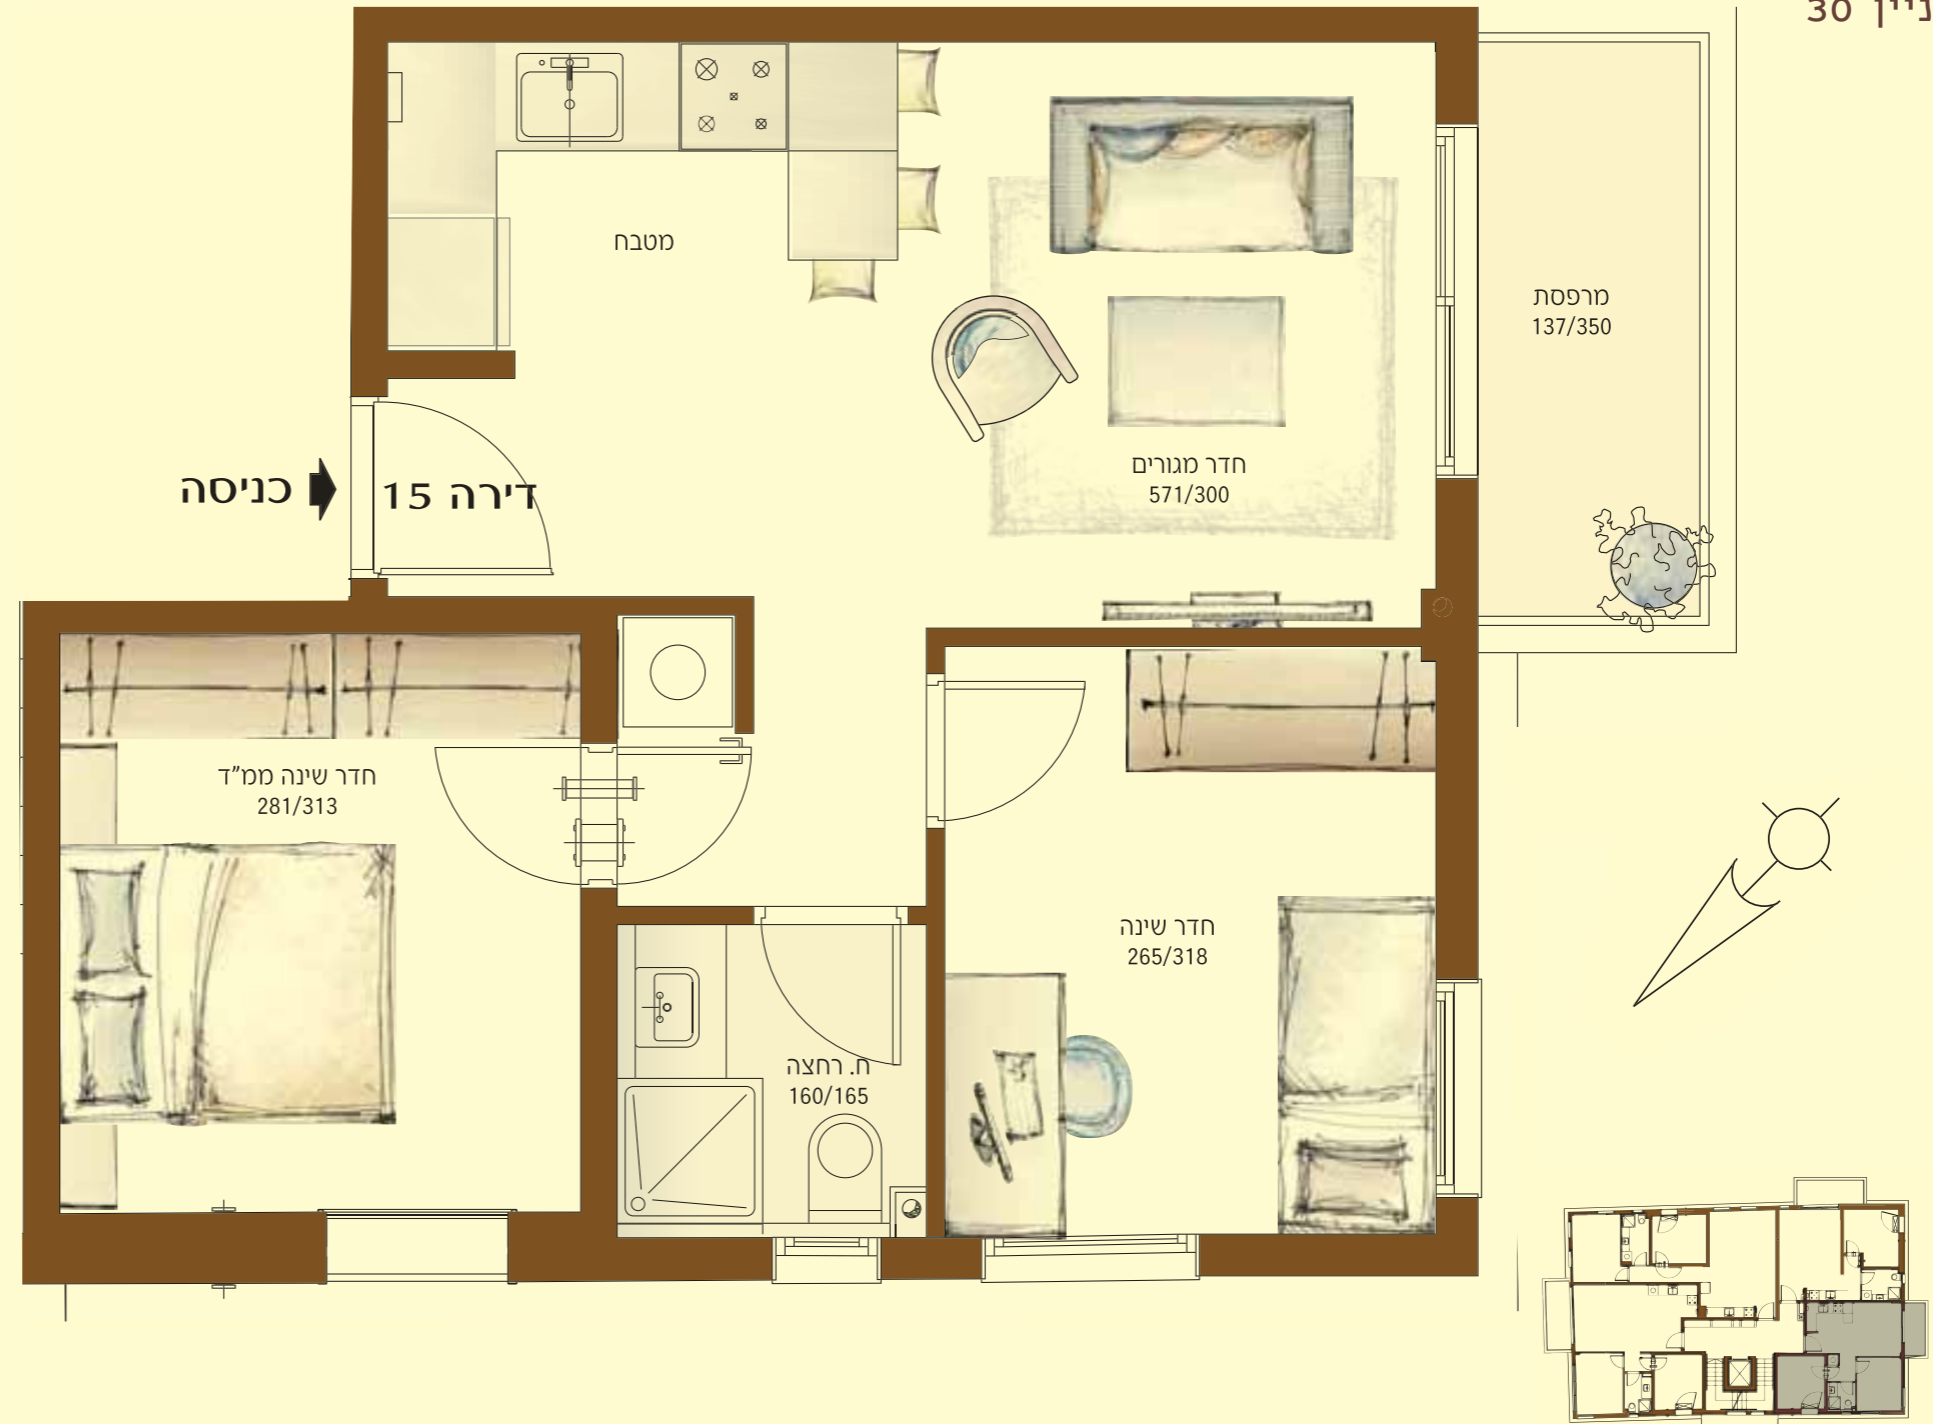 ניין 30
מטבח
מרפסת
137/350
חדר מגורים
571/300
כניסה
דירה 15
חדר שינה ממ"ד
281/313
חדר שינה
265/318
ח. רחצה
160/165